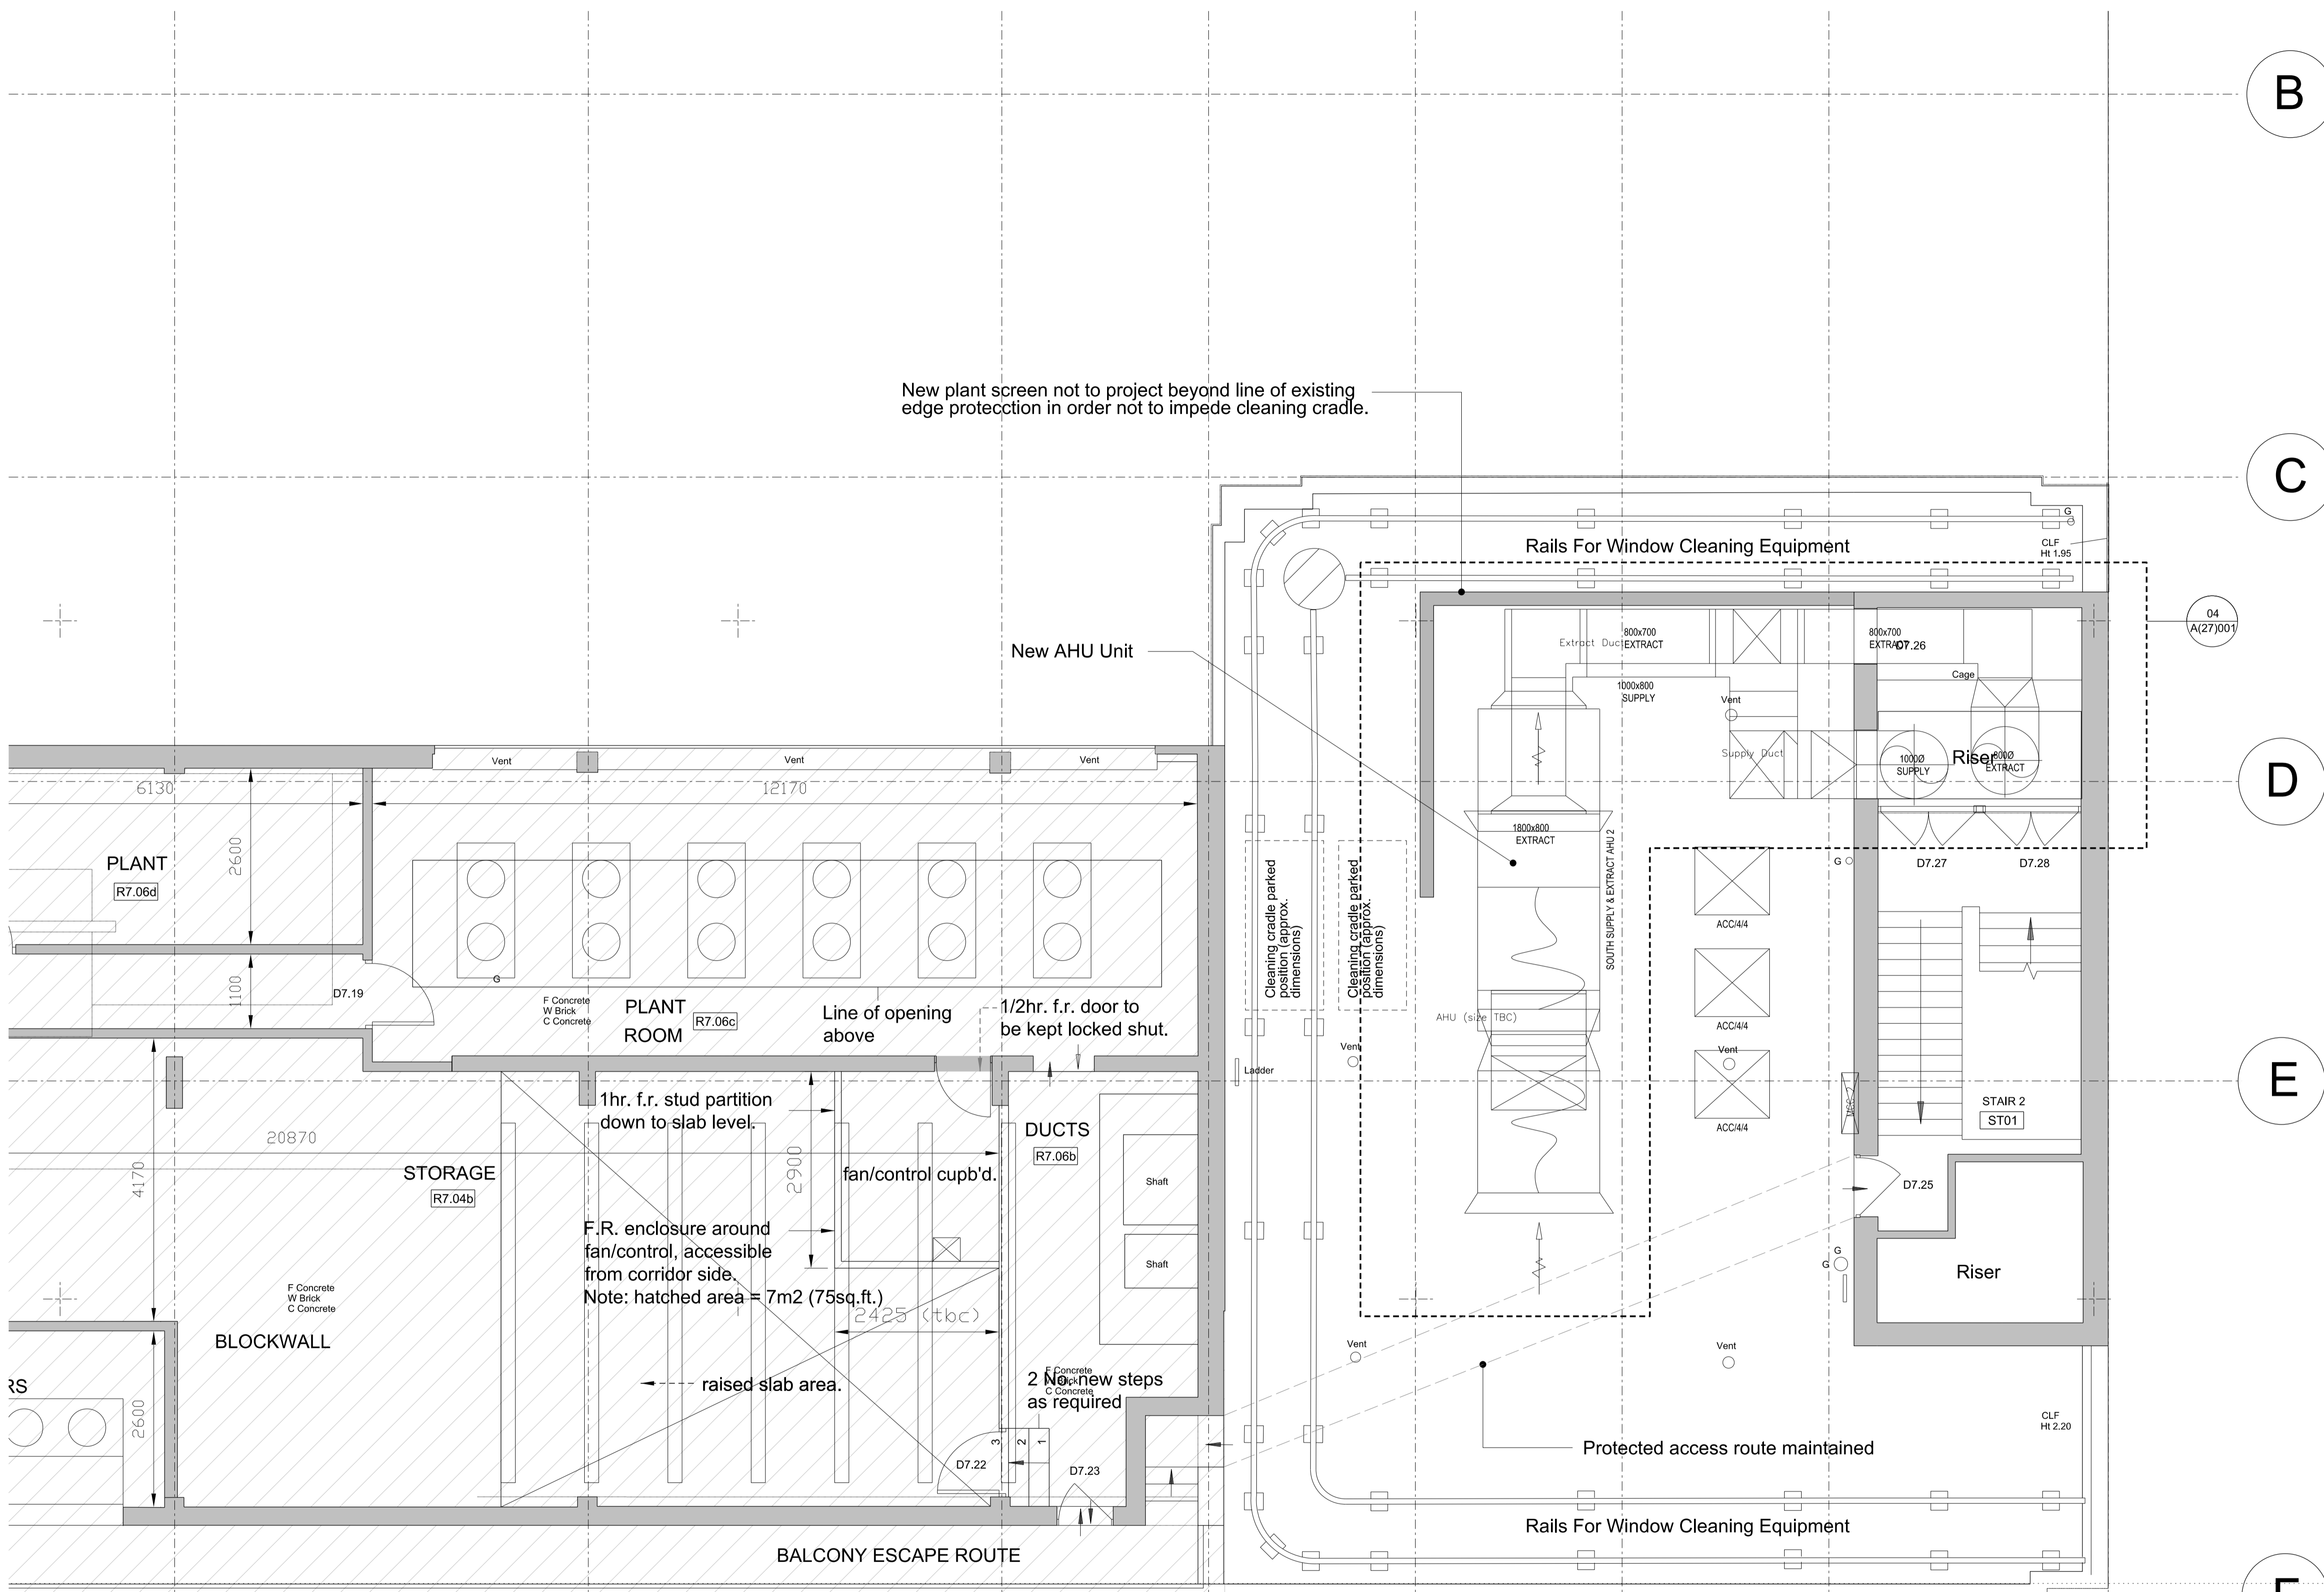 B
New plant screen not to project beyond line of existing
edge protecction in order not to impede cleaning cradle.
C
G
Rails For Window Cleaning Equipment
CLF
Ht 1.95
04
A(27)001
New AHU Unit
Extract Duct
800x700
EXTRACT
800x700
EXTRACT
D7.26
Cage
1000x800
SUPPLY
Vent
Supply Duct
1000Ø
SUPPLY
Riser
800Ø
EXTRACT
D
Vent
Vent
Vent
6130
12170
2600
PLANT
R7.06d
1800x800
EXTRACT
SOUTH SUPPLY & EXTRACT AHU 2
G
D7.27
D7.28
Cleaning cradle parked
position (approx.
dimensions)
Cleaning cradle parked
position (approx.
dimensions)
ACC/4/4
1100
D7.19
G
F Concrete
W Brick
C Concrete
PLANT
ROOM
R7.06c
Line of opening
above
1/2hr. f.r. door to
be kept locked shut.
AHU (size TBC)
ACC/4/4
Vent
Vent
Ladder
E
1hr. f.r. stud partition
down to slab level.
DUCTS
R7.06b
ACC/4/4
STAIR 2
ST01
20870
4170
STORAGE
R7.04b
2900
fan/control cupb'd.
Shaft
D7.25
F.R. enclosure around
fan/control, accessible
from corridor side.
Note: hatched area = 7m2 (75sq.ft.)
Shaft
G
G
Riser
F Concrete
W Brick
C Concrete
2425 (tbc)
BLOCKWALL
Vent
Vent
RS
raised slab area.
F Concrete
W Brick
C Concrete
2 No. new steps
as required
2600
CLF
Ht 2.20
3
2
1
D7.22
D7.23
Protected access route maintained
Rails For Window Cleaning Equipment
BALCONY ESCAPE ROUTE